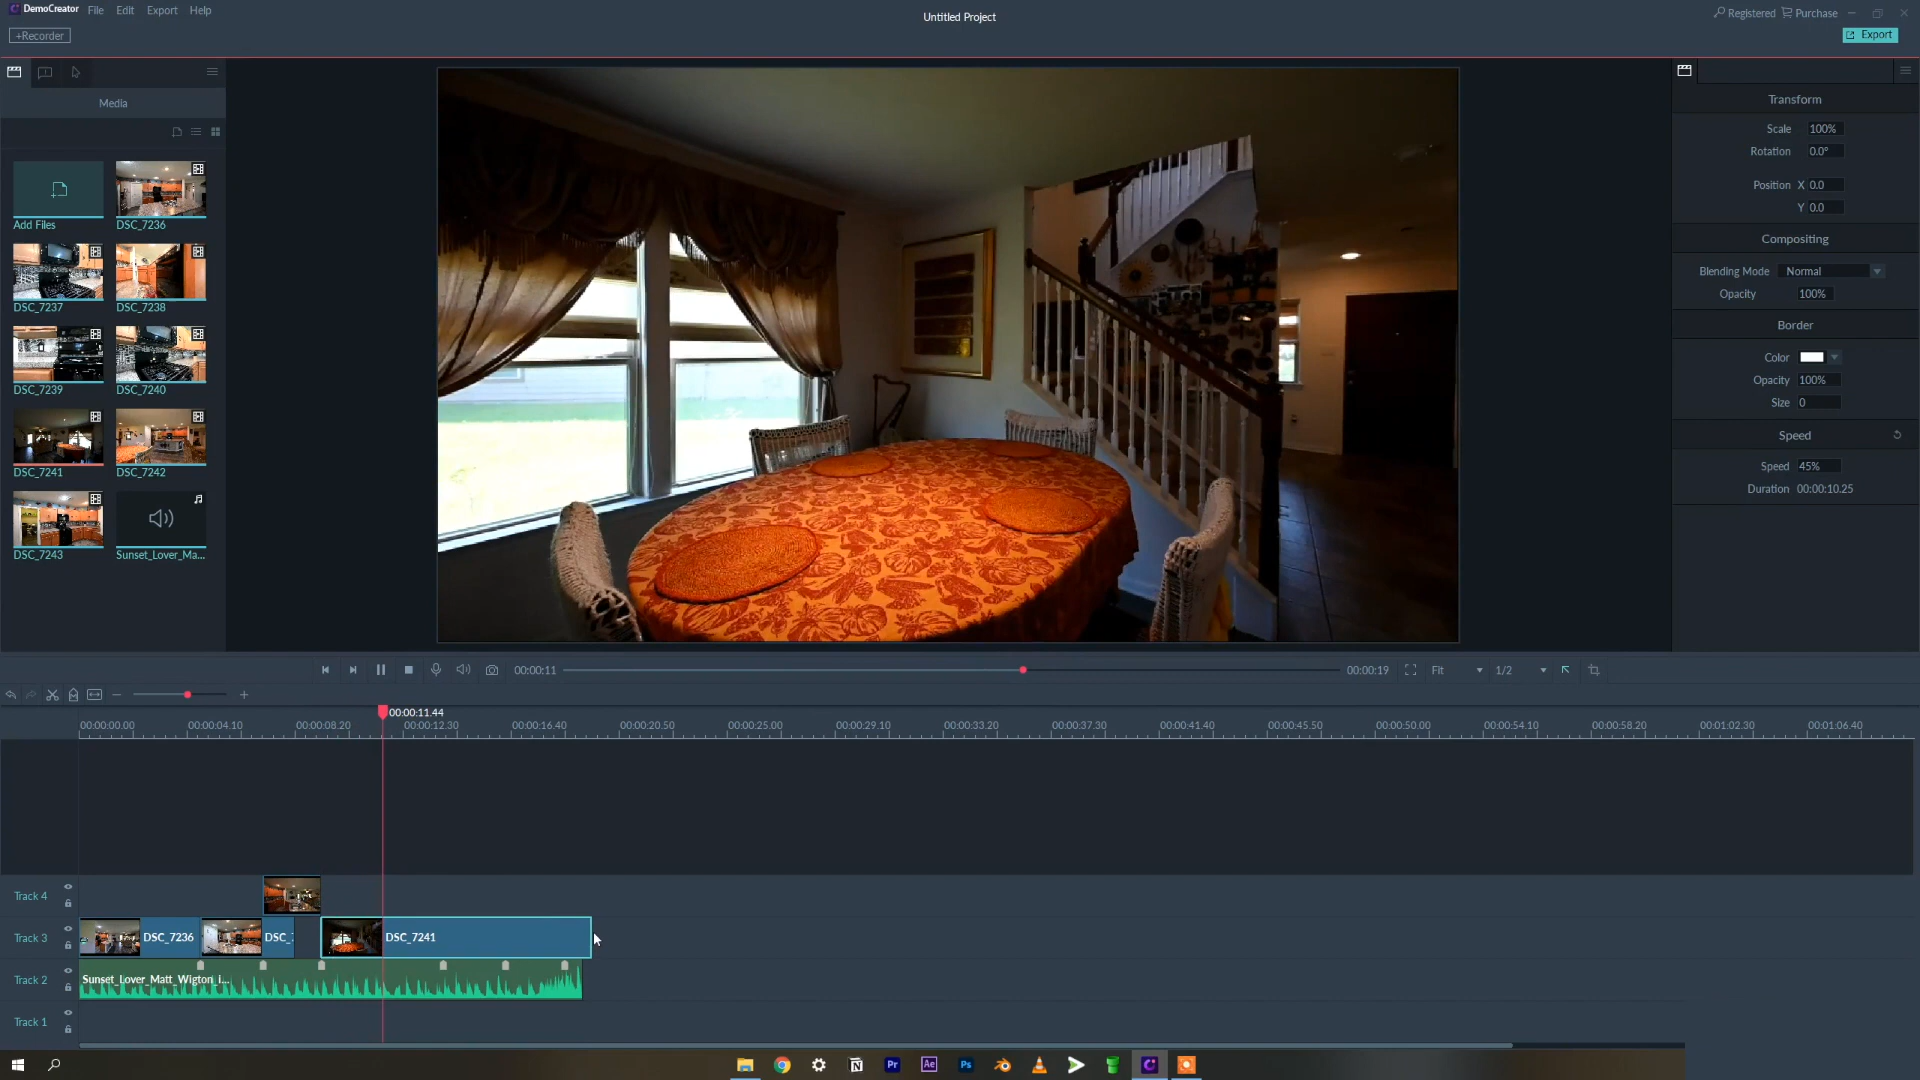 DemoCreator File Edit Export Help
Untitled Project
Registered Purchase
+Recorder
Export
Media
Add Files
DSC_7236
DSC_7237
DSC_7238
DSC_7239
DSC_7240
DSC_7241
DSC_7242
DSC_7243
Sunset_Lover_Ma...
Transform
Scale 100%
Rotation 0.0°
Position X 0.0
Y 0.0
Compositing
Blending Mode Normal
Opacity 100%
Border
Color
Opacity 100%
Size 0
Speed
Speed 45%
Duration 00:00:10.25
00:00:11
00:00:19
Fit
1/2
00:00:11.44
00:00:00.00 00:00:04.10 00:00:08.20 00:00:12.30 00:00:16.40 00:00:20.50 00:00:25.00 00:00:29.10 00:00:33.20 00:00:37.30 00:00:41.40 00:00:45.50 00:00:50.00 00:00:54.10 00:00:58.20 00:01:02.30 00:01:06.40
Track 4
Track 3 DSC_7236 DSC_7 DSC_7241
Track 2 Sunset_Lover_Matt_Wigton_i...
Track 1
N Pr Ae Ps